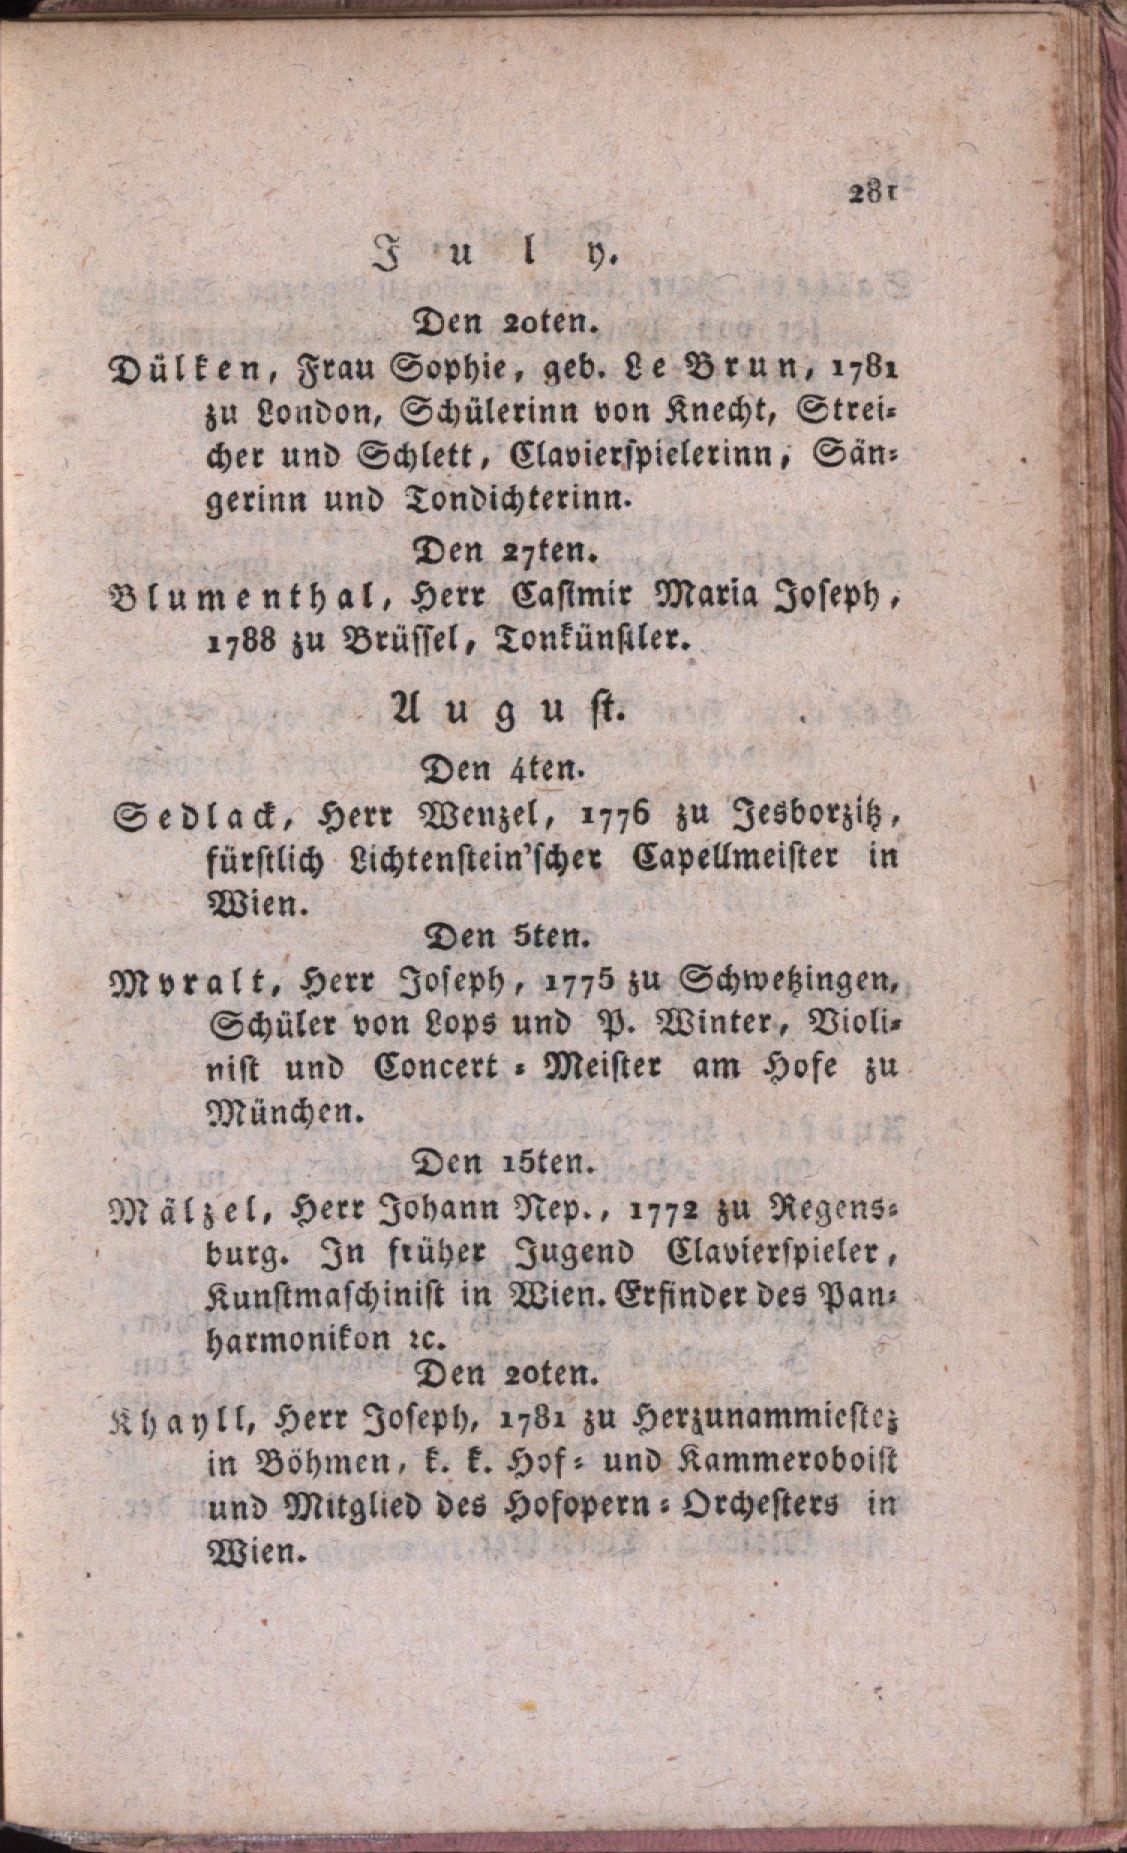 281
July.
Den 20ten.
Dülken, Frau Sophie, geb. Le Brun, 1781
zu London, Schülerinn von Knecht, Strei-
cher und Schlett, Clavierspielerinn, Sän-
gerinn und Tondichterinn.
Den 27ten.
Blumenthal, Herr Casimir Maria Joseph,
1788 zu Brüssel, Tonkünstler.
August.
Den 4ten.
Sedlack, Herr Wenzel, 1776 zu Jesborzitz,
fürstlich Lichtenstein'scher Capellmeister in
Wien.
Den 5ten.
Moralt, Herr Joseph, 1775 zu Schwetzingen,
Schüler von Lops und P. Winter, Violi-
nist und Concert-Meister am Hofe zu
München.
Den 15ten.
Mälzel, Herr Johann Nep., 1772 zu Regens-
burg. In früher Jugend Clavierspieler,
Kunstmaschinist in Wien. Erfinder des Pan-
harmonikon ꝛc.
Den 20ten.
Khayll, Herr Joseph, 1781 zu Herzunammiestez
in Böhmen, k. k. Hof- und Kammeroboist
und Mitglied des Hofopern-Orchesters in
Wien.